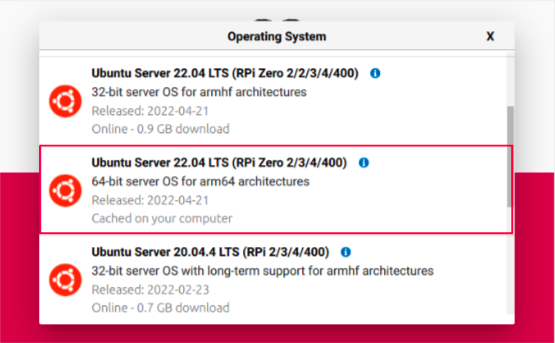 Operating System
X
Ubuntu Server 22.04 LTS (RPi Zero 2/2/3/4/400)
32-bit server OS for armhf architectures
Released: 2022-04-21
Online - 0.9 GB download
Ubuntu Server 22.04 LTS (RPi Zero 2/3/4/400)
64-bit server OS for arm64 architectures
Released: 2022-04-21
Cached on your computer
Ubuntu Server 20.04.4 LTS (RPi 2/3/4/400)
32-bit server OS with long-term support for armhf architectures
Released: 2022-02-23
Online - 0.7 GB download